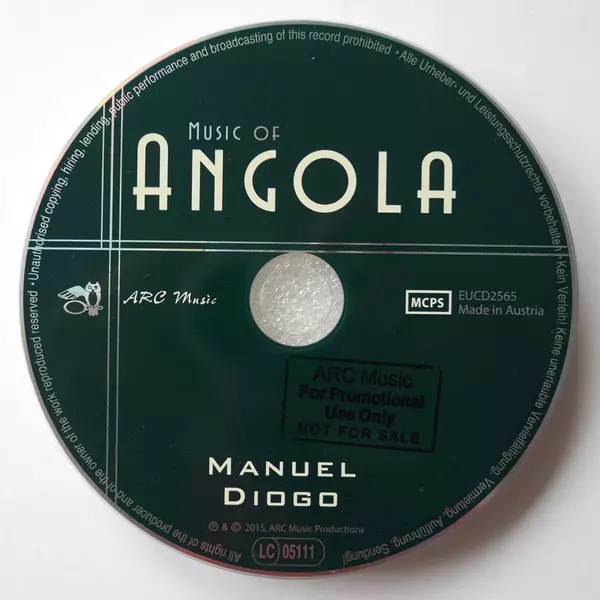 MUSIC OF
ANGOLA
ARC Music
MCPS
EUCD2565
Made in Austria
ARC Music
For Promotional
Use Only
NOT FOR SALE
MANUEL
DIOGO
℗ & © 2015, ARC Music Productions
LC 05111
All rights of the producer and of the owner of the work reproduced reserved • Unauthorised copying, hiring, lending, public performance and broadcasting of this record prohibited • Alle Urheber- und Leistungsschutzrechte vorbehalten • Kein Verleih! Keine unerlaubte Vervielfältigung, Vermietung, Aufführung, Sendung!